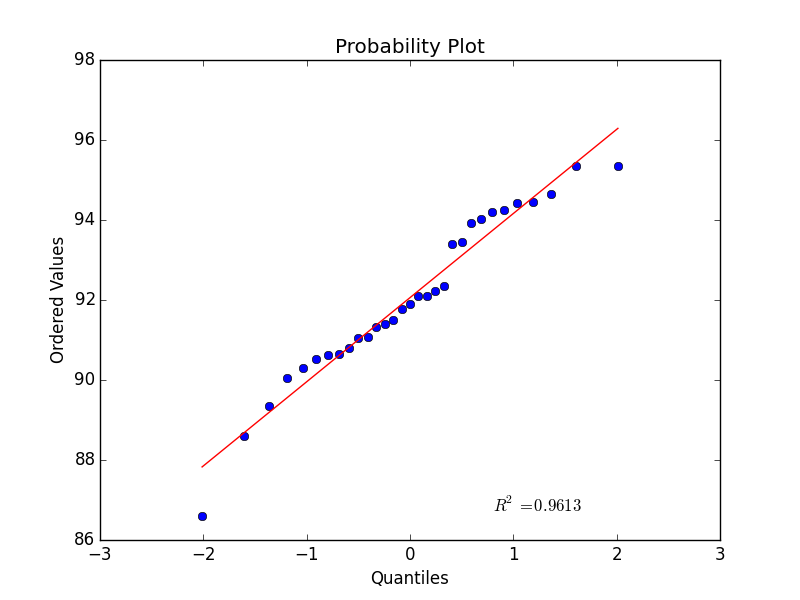 Probability Plot
98
96
94
92
90
88
86
Ordered Values
R² =0.9613
−3 −2 −1 0 1 2 3
Quantiles